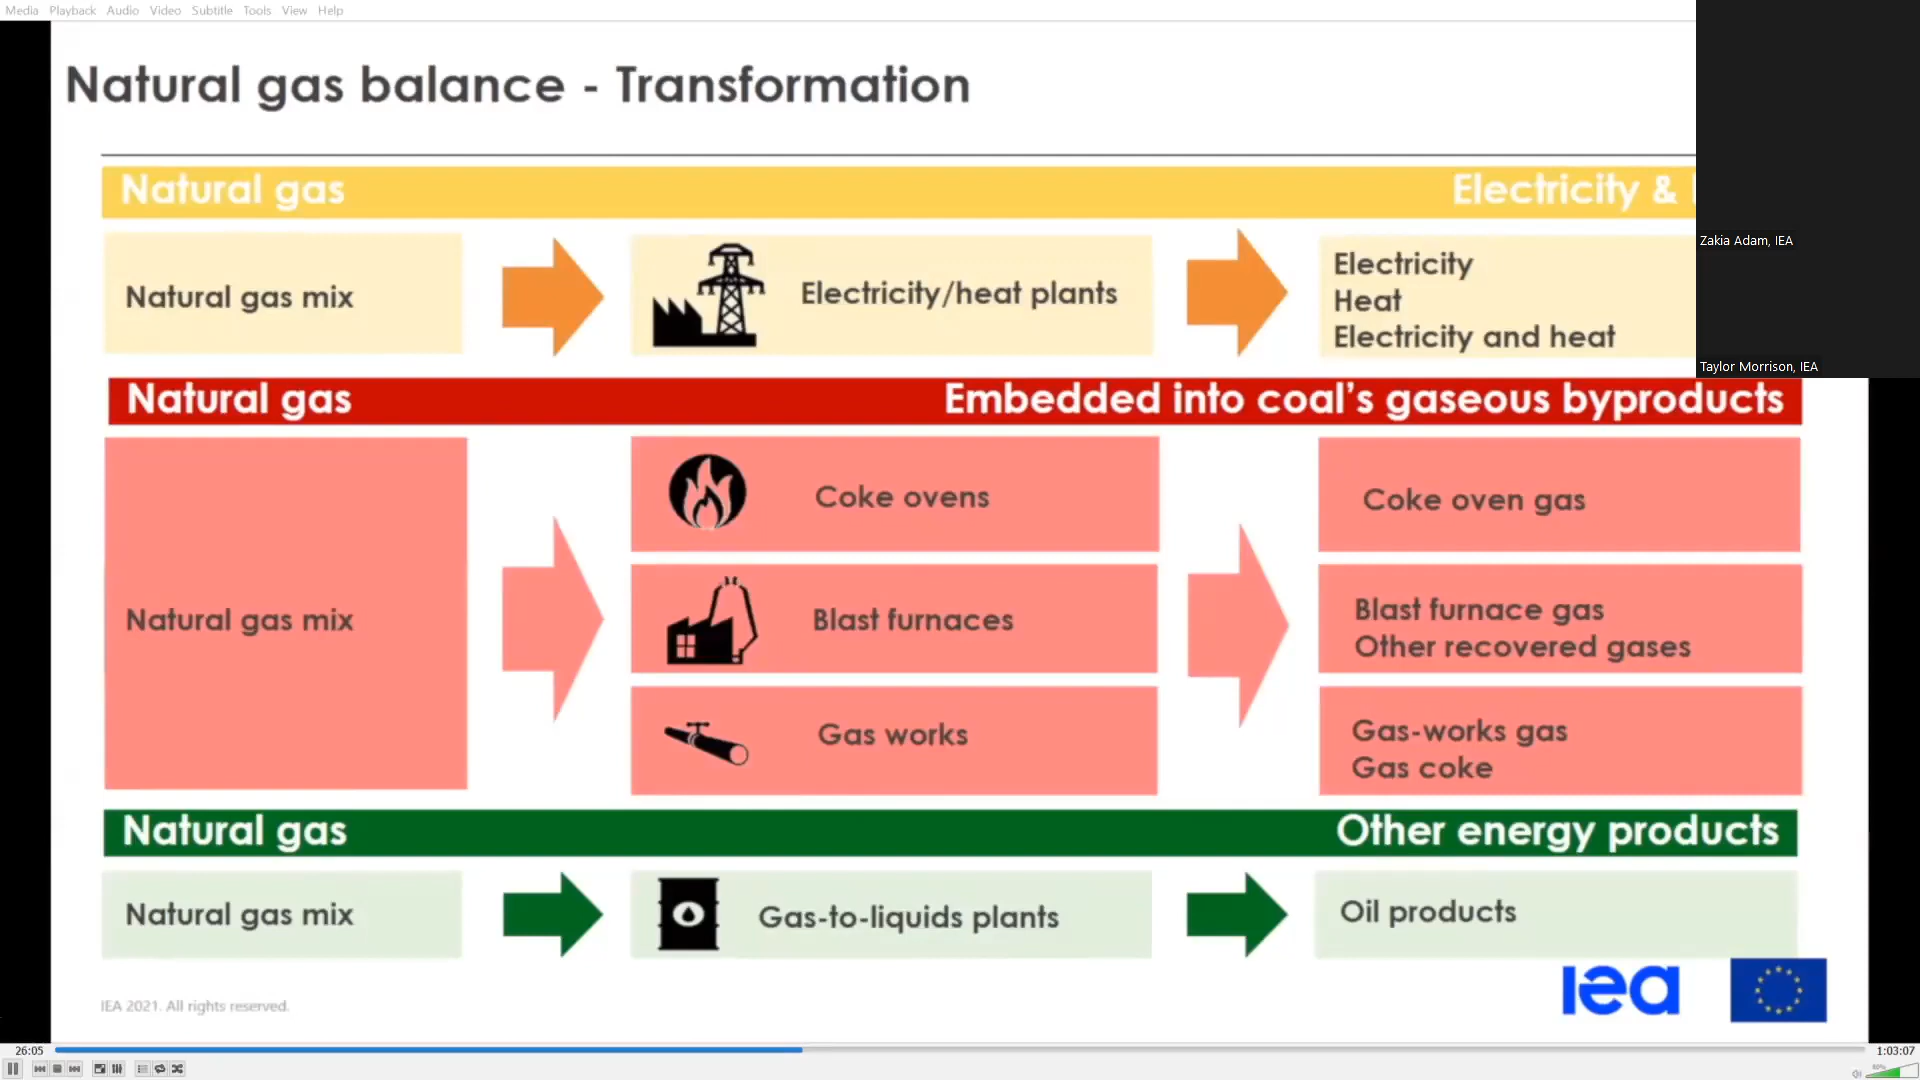 Media Playback Audio Video Subtitle Tools View Help
Natural gas balance - Transformation
Natural gas
Electricity &
Zakia Adam, IEA
Natural gas mix
Electricity/heat plants
Electricity
Heat
Electricity and heat
Taylor Morrison, IEA
Natural gas
Embedded into coal's gaseous byproducts
Natural gas mix
Coke ovens
Coke oven gas
Blast furnaces
Blast furnace gas
Other recovered gases
Gas works
Gas-works gas
Gas coke
Natural gas
Other energy products
Natural gas mix
Gas-to-liquids plants
Oil products
IEA 2021. All rights reserved.
iea
26:05
1:03:07
80%